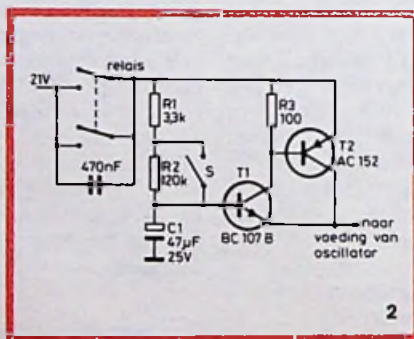 relais
21V
R1
3,3k
R3
100
T2
AC 152
470nF
R2
120k
S
T1
C1
47µF
25V
BC 107 B
naar
voeding van
oscillator
2